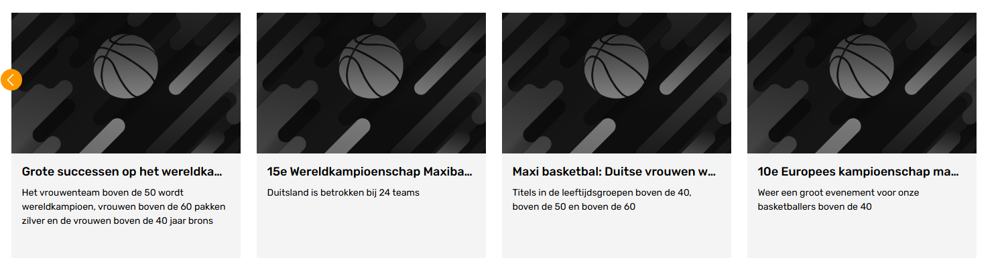 Grote successen op het wereldka...
Het vrouwenteam boven de 50 wordt
wereldkampioen, vrouwen boven de 60 pakken
zilver en de vrouwen boven de 40 jaar brons
15e Wereldkampioenschap Maxiba...
Duitsland is betrokken bij 24 teams
Maxi basketbal: Duitse vrouwen w...
Titels in de leeftijdsgroepen boven de 40,
boven de 50 en boven de 60
10e Europees kampioenschap ma...
Weer een groot evenement voor onze
basketballers boven de 40